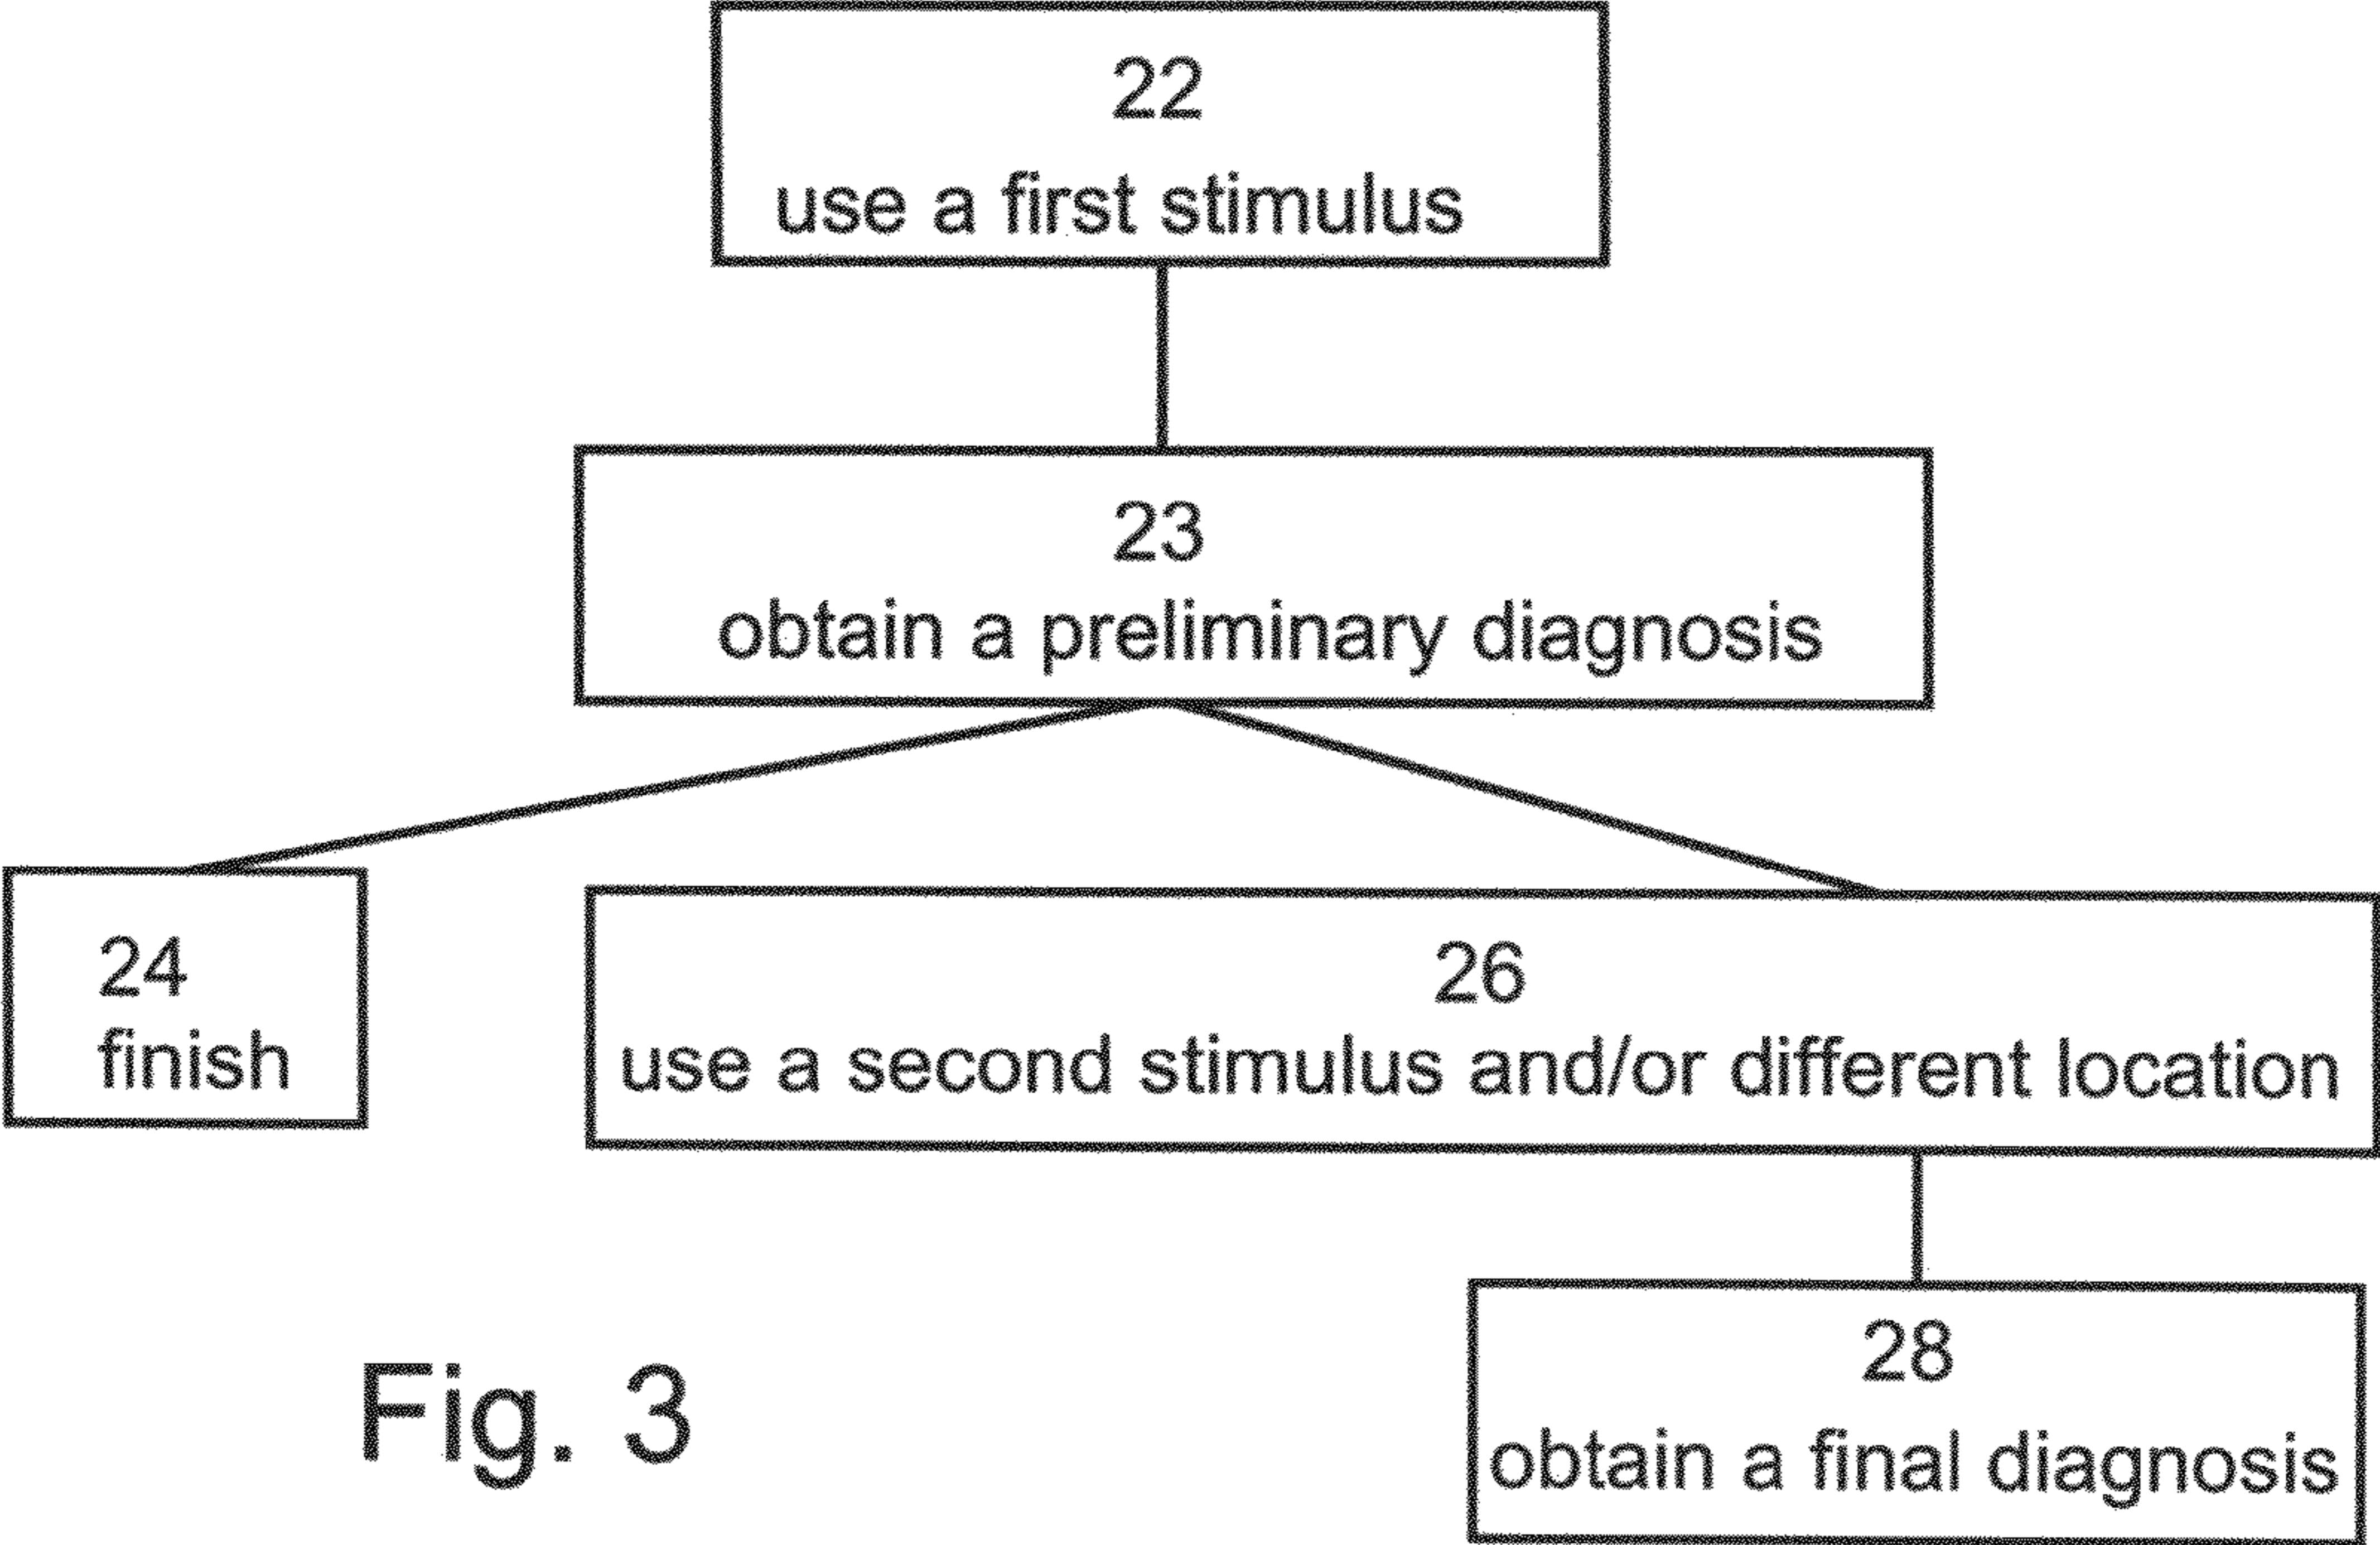 22
use a first stimulus
23
obtain a preliminary diagnosis
24
finish
26
use a second stimulus and/or different location
28
obtain a final diagnosis
Fig. 3